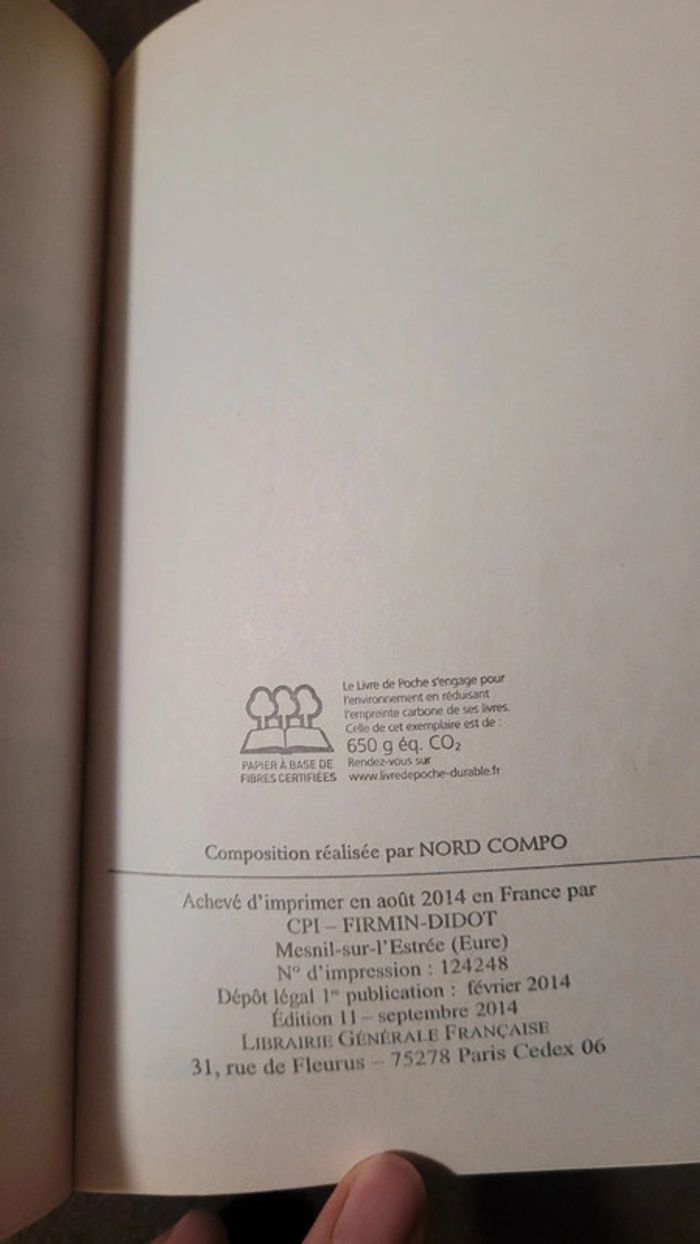 Le Livre de Poche s'engage pour
l'environnement en réduisant
l'empreinte carbone de ses livres.
Celle de cet exemplaire est de :
650 g éq. CO₂
Rendez-vous sur
www.livredepoche-durable.fr
PAPIER À BASE DE
FIBRES CERTIFIÉES
Composition réalisée par NORD COMPO
Achevé d'imprimer en août 2014 en France par
CPI – FIRMIN-DIDOT
Mesnil-sur-l'Estrée (Eure)
N° d'impression : 124248
Dépôt légal 1re publication : février 2014
Édition 11 – septembre 2014
LIBRAIRIE GÉNÉRALE FRANÇAISE
31, rue de Fleurus – 75278 Paris Cedex 06